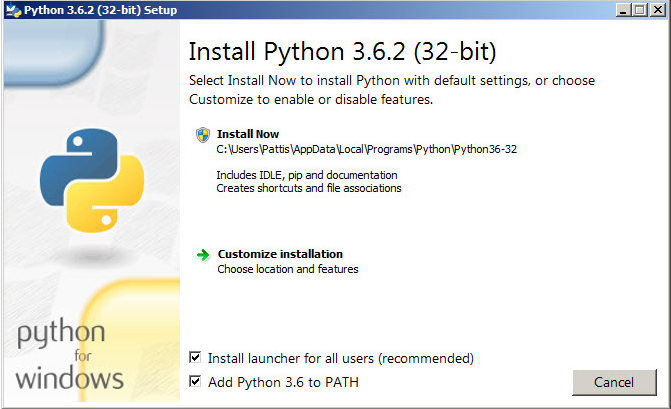 Python 3.6.2 (32-bit) Setup
Install Python 3.6.2 (32-bit)
Select Install Now to install Python with default settings, or choose
Customize to enable or disable features.
Install Now
C:\Users\Pattis\AppData\Local\Programs\Python\Python36-32
Includes IDLE, pip and documentation
Creates shortcuts and file associations
Customize installation
Choose location and features
python
for
windows
Install launcher for all users (recommended)
Add Python 3.6 to PATH
Cancel